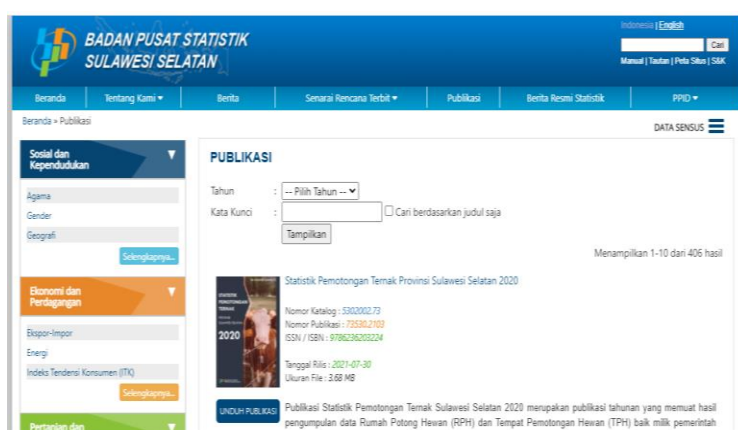 Indonesia | English
BADAN PUSAT STATISTIK
SULAWESI SELATAN
Cari
Manual | Tautan | Peta Situs | S&K
Beranda Tentang Kami Berita Senarai Rencana Terbit Publikasi Berita Resmi Statistik PPID
Beranda » Publikasi
DATA SENSUS
Sosial dan
Kependudukan
Agama
Gender
Geografi
Selengkapnya...
Ekonomi dan
Perdagangan
Ekspor-Impor
Energi
Indeks Tendensi Konsumen (ITK)
Selengkapnya...
Pertanian dan
PUBLIKASI
Tahun : -- Pilih Tahun --
Kata Kunci : Cari berdasarkan judul saja
Tampilkan
Menampilkan 1-10 dari 406 hasil
STATISTIK
PEMOTONGAN
TERNAK
2020
Statistik Pemotongan Ternak Provinsi Sulawesi Selatan 2020
Nomor Katalog : 5302002.73
Nomor Publikasi : 73530.2103
ISSN / ISBN : 9786236203224
Tanggal Rilis : 2021-07-30
Ukuran File : 3.68 MB
UNDUH PUBLIKASI
Publikasi Statistik Pemotongan Ternak Sulawesi Selatan 2020 merupakan publikasi tahunan yang memuat hasil
pengumpulan data Rumah Potong Hewan (RPH) dan Tempat Pemotongan Hewan (TPH) baik milik pemerintah